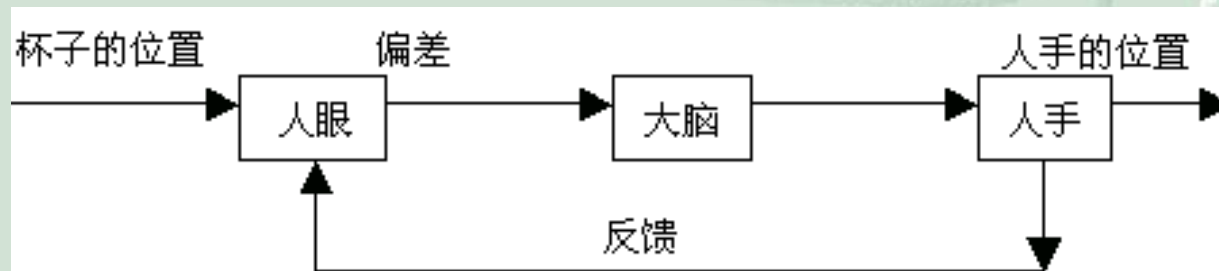 杯子的位置
偏差
人手的位置
人眼
大脑
人手
反馈